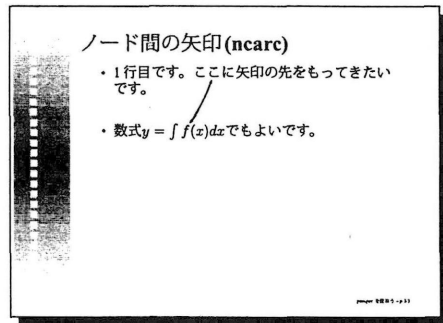 ノード間の矢印(ncarc)
• 1行目です。ここに矢印の先をもってきたい
です。
• 数式y = ∫ f(x)dxでもよいです。